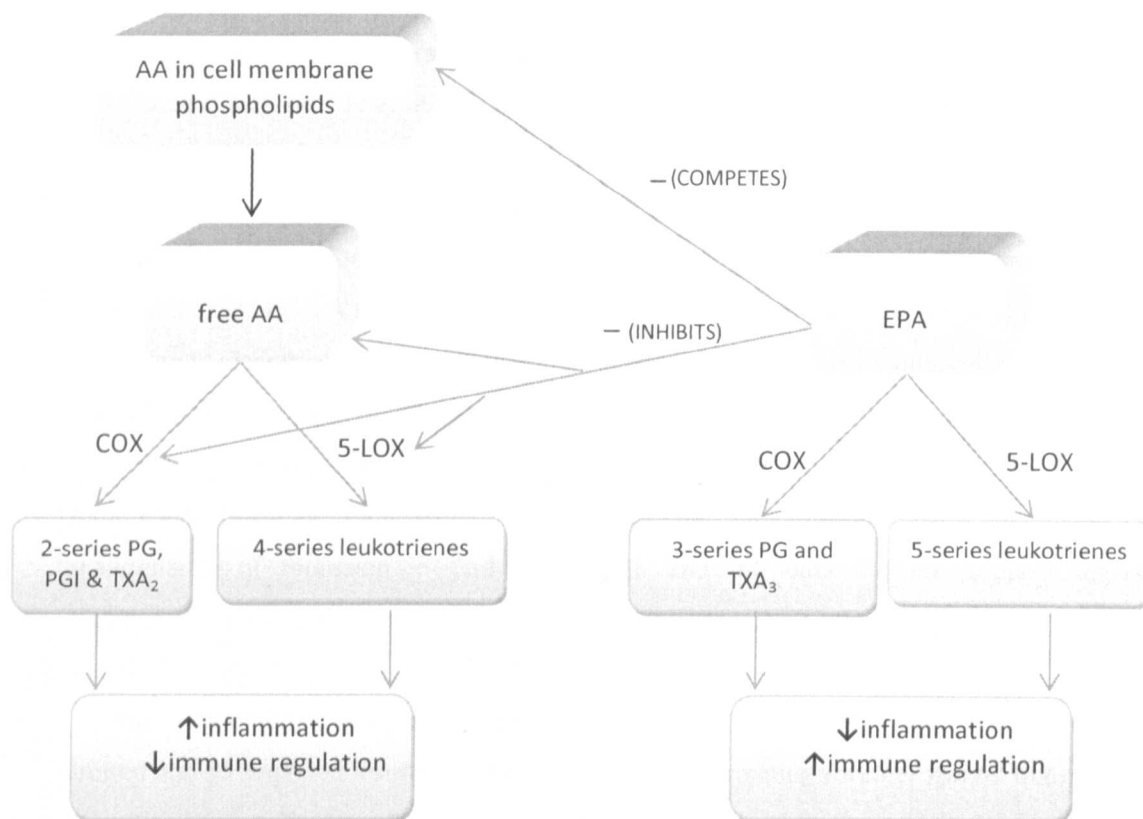 AA in cell membrane
phospholipids
– (COMPETES)
free AA
– (INHIBITS)
EPA
COX
5-LOX
COX
5-LOX
2-series PG,
PGI & TXA₂
4-series leukotrienes
3-series PG and
TXA₃
5-series leukotrienes
↑inflammation
↓immune regulation
↓inflammation
↑immune regulation